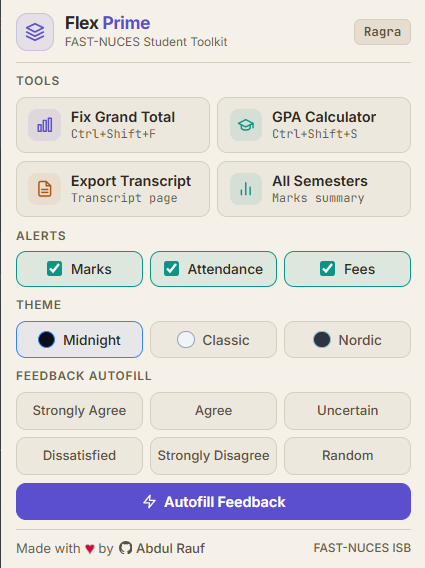 Flex Prime
FAST-NUCES Student Toolkit
Ragra
TOOLS
Fix Grand Total
Ctrl+Shift+F
GPA Calculator
Ctrl+Shift+S
Export Transcript
Transcript page
All Semesters
Marks summary
ALERTS
Marks
Attendance
Fees
THEME
Midnight
Classic
Nordic
FEEDBACK AUTOFILL
Strongly Agree
Agree
Uncertain
Dissatisfied
Strongly Disagree
Random
Autofill Feedback
Made with ♥ by Abdul Rauf
FAST-NUCES ISB